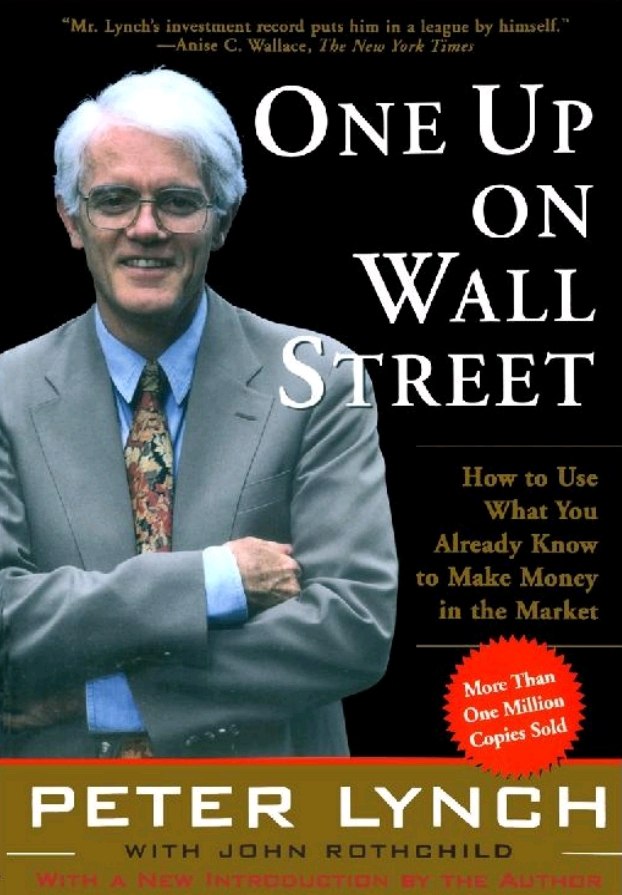 "Mr. Lynch's investment record puts him in a league by himself."
—Anise C. Wallace, The New York Times
ONE UP
ON
WALL
STREET
How to Use
What You
Already Know
to Make Money
in the Market
More Than
One Million
Copies Sold
PETER LYNCH
WITH JOHN ROTHCHILD
WITH A NEW INTRODUCTION BY THE AUTHOR